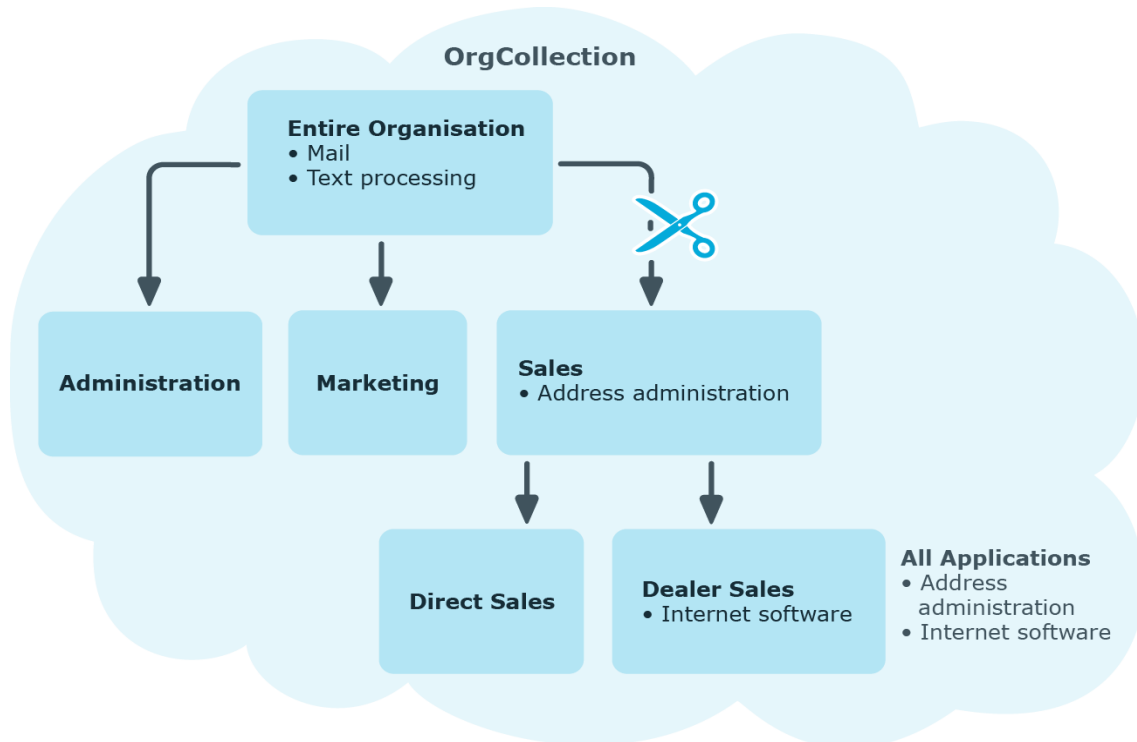 OrgCollection
Entire Organisation
• Mail
• Text processing
Administration
Marketing
Sales
• Address administration
Direct Sales
Dealer Sales
• Internet software
All Applications
• Address
administration
• Internet software